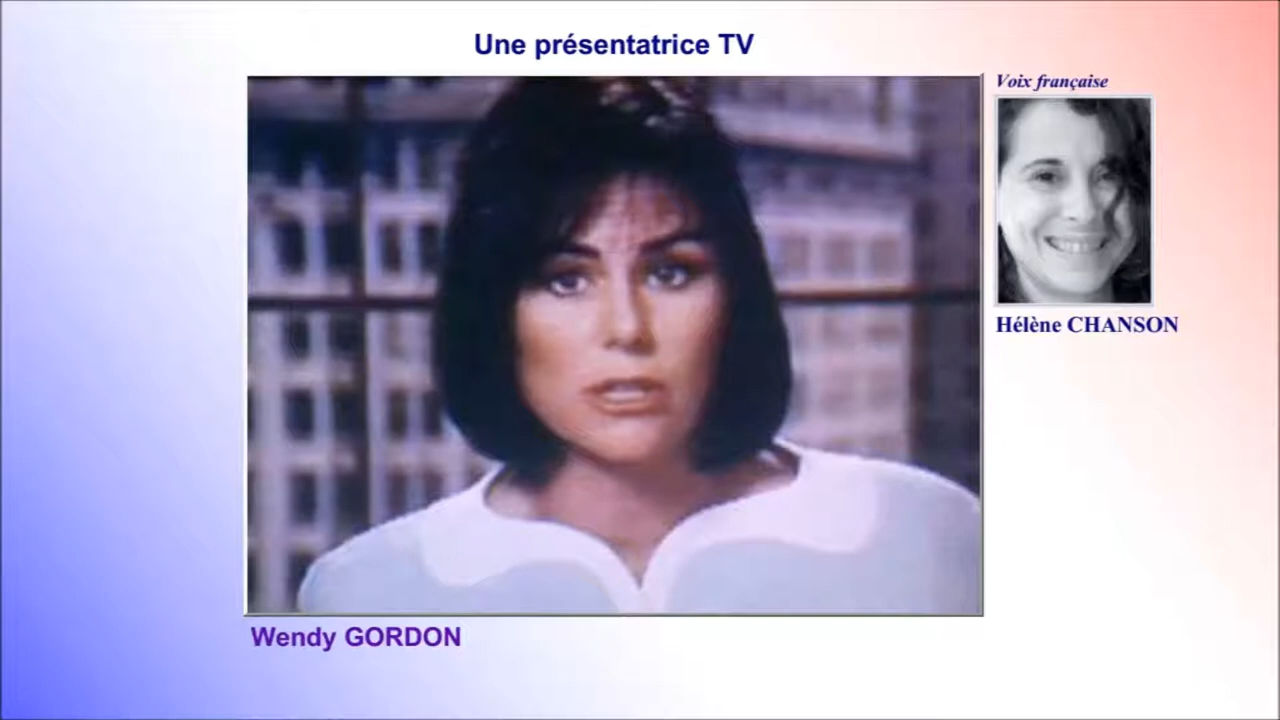 Une présentatrice TV
Voix française
Hélène CHANSON
Wendy GORDON